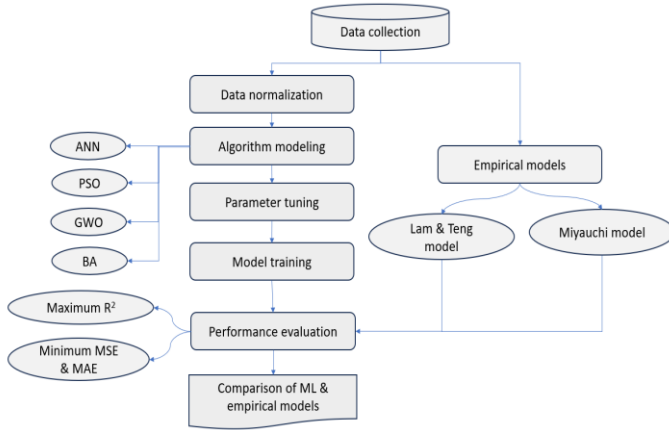 Data collection
Data normalization
ANN
Algorithm modeling
Empirical models
PSO
Parameter tuning
GWO
Lam & Teng
model
Miyauchi model
BA
Model training
Maximum R²
Performance evaluation
Minimum MSE
& MAE
Comparison of ML &
empirical models